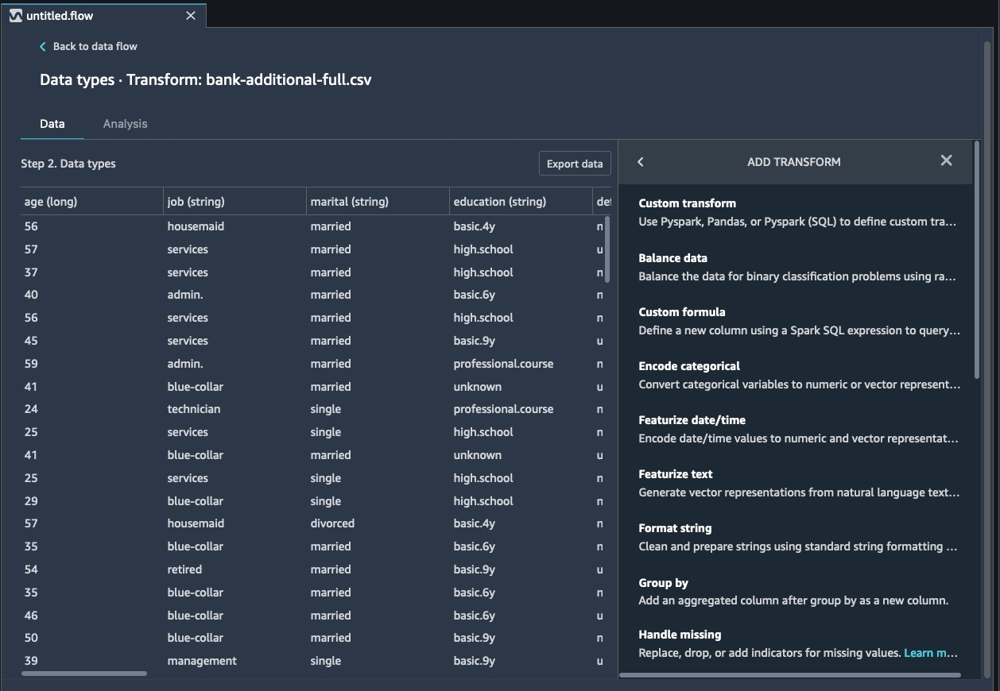 untitled.flow
Back to data flow
Data types · Transform: bank-additional-full.csv
Data Analysis
Step 2. Data types
Export data
age (long) job (string) marital (string) education (string) def
56 housemaid married basic.4y n
57 services married high.school u
37 services married high.school n
40 admin. married basic.6y n
56 services married high.school n
45 services married basic.9y u
59 admin. married professional.course n
41 blue-collar married unknown u
24 technician single professional.course n
25 services single high.school n
41 blue-collar married unknown u
25 services single high.school n
29 blue-collar single high.school n
57 housemaid divorced basic.4y n
35 blue-collar married basic.6y n
54 retired married basic.9y u
35 blue-collar married basic.6y n
46 blue-collar married basic.6y u
50 blue-collar married basic.9y n
39 management single basic.9y u
ADD TRANSFORM
Custom transform
Use Pyspark, Pandas, or Pyspark (SQL) to define custom tra...
Balance data
Balance the data for binary classification problems using ra...
Custom formula
Define a new column using a Spark SQL expression to query...
Encode categorical
Convert categorical variables to numeric or vector represent...
Featurize date/time
Encode date/time values to numeric and vector representat...
Featurize text
Generate vector representations from natural language text...
Format string
Clean and prepare strings using standard string formatting ...
Group by
Add an aggregated column after group by as a new column.
Handle missing
Replace, drop, or add indicators for missing values. Learn m...